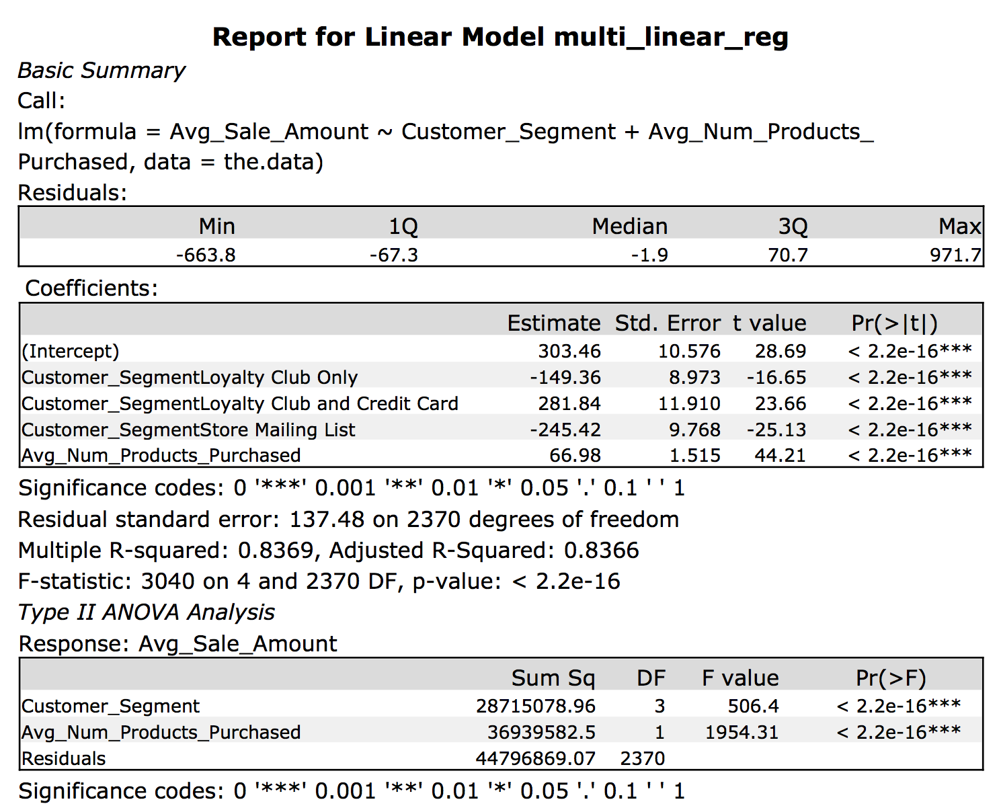 Report for Linear Model multi_linear_reg
Basic Summary
Call:
lm(formula = Avg_Sale_Amount ~ Customer_Segment + Avg_Num_Products_
Purchased, data = the.data)
Residuals:
Min 1Q Median 3Q Max
-663.8 -67.3 -1.9 70.7 971.7
Coefficients:
Estimate Std. Error t value Pr(>|t|)
(Intercept) 303.46 10.576 28.69 < 2.2e-16***
Customer_SegmentLoyalty Club Only -149.36 8.973 -16.65 < 2.2e-16***
Customer_SegmentLoyalty Club and Credit Card 281.84 11.910 23.66 < 2.2e-16***
Customer_SegmentStore Mailing List -245.42 9.768 -25.13 < 2.2e-16***
Avg_Num_Products_Purchased 66.98 1.515 44.21 < 2.2e-16***
Significance codes: 0 '***' 0.001 '**' 0.01 '*' 0.05 '.' 0.1 ' ' 1
Residual standard error: 137.48 on 2370 degrees of freedom
Multiple R-squared: 0.8369, Adjusted R-Squared: 0.8366
F-statistic: 3040 on 4 and 2370 DF, p-value: < 2.2e-16
Type II ANOVA Analysis
Response: Avg_Sale_Amount
Sum Sq DF F value Pr(>F)
Customer_Segment 28715078.96 3 506.4 < 2.2e-16***
Avg_Num_Products_Purchased 36939582.5 1 1954.31 < 2.2e-16***
Residuals 44796869.07 2370
Significance codes: 0 '***' 0.001 '**' 0.01 '*' 0.05 '.' 0.1 ' ' 1